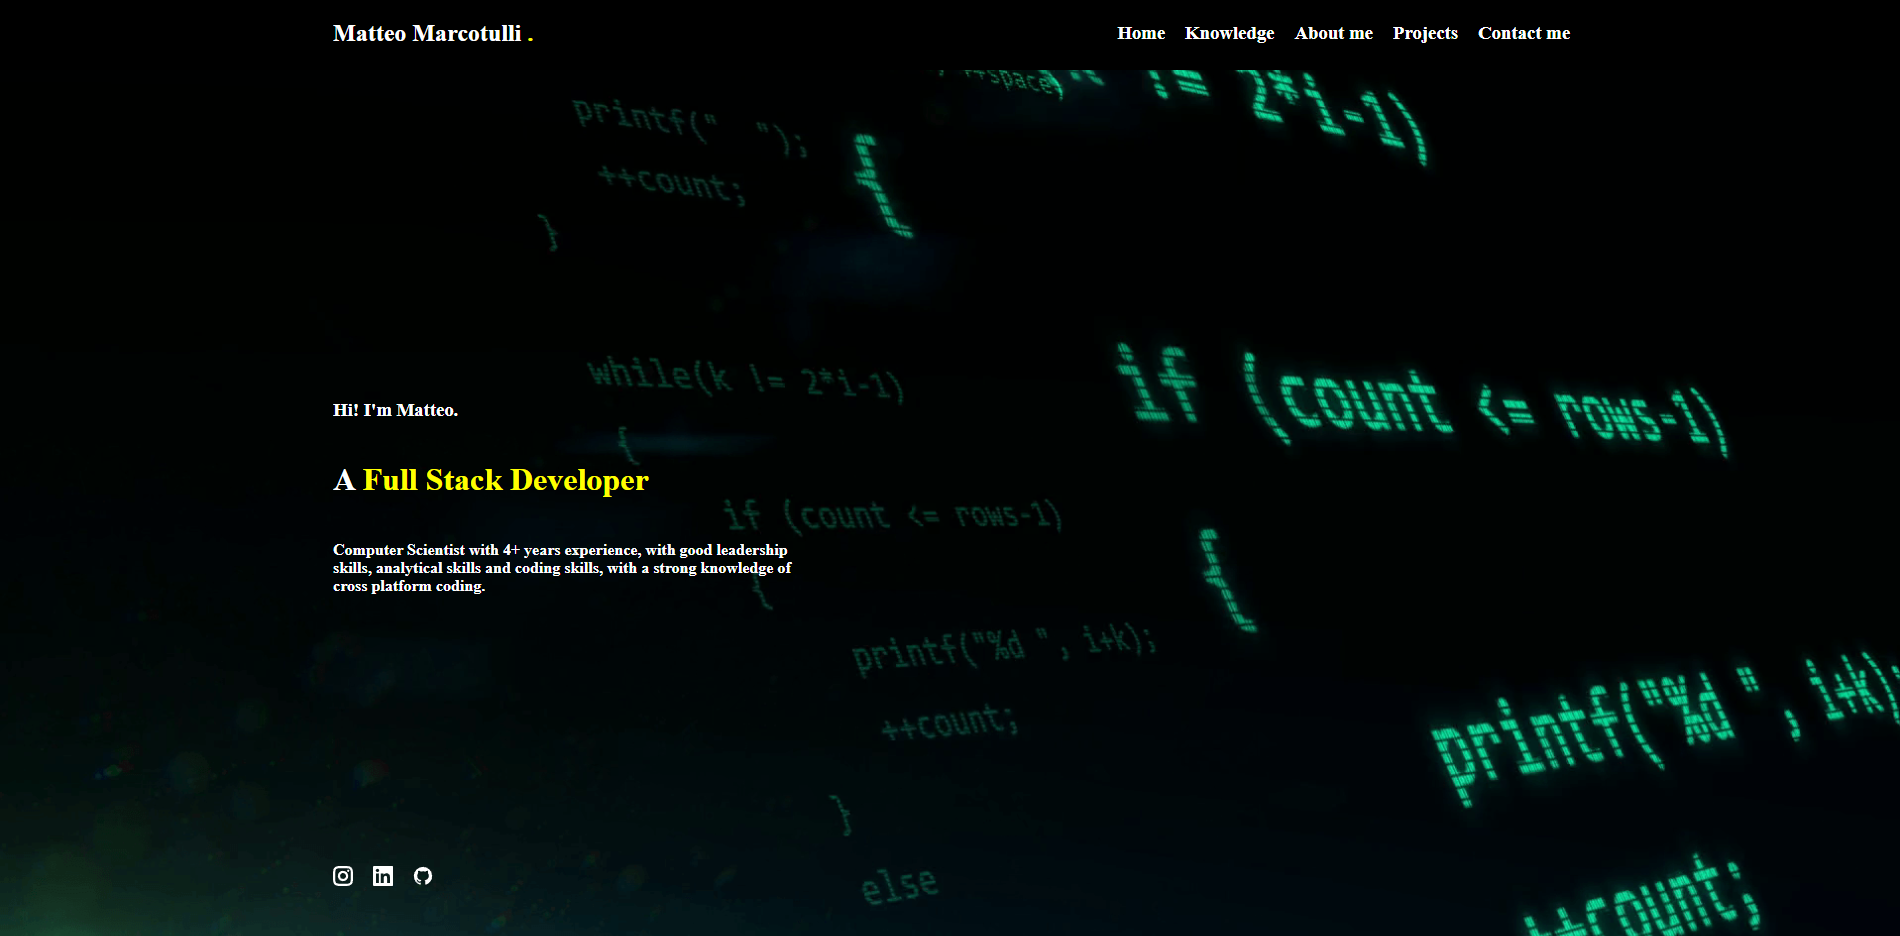 Matteo Marcotulli .
Home Knowledge About me Projects Contact me
++space)
!= 2*i-1)
printf(" ");
{
++count;
}
while(k != 2*i-1)
if (count <= rows-1)
Hi! I'm Matteo.
{
A Full Stack Developer
if (count <= rows-1)
{
Computer Scientist with 4+ years experience, with good leadership
skills, analytical skills and coding skills, with a strong knowledge of
cross platform coding.
{
printf("%d ", i+k);
printf("%d ", i+k)
++count;
}
else
++count;